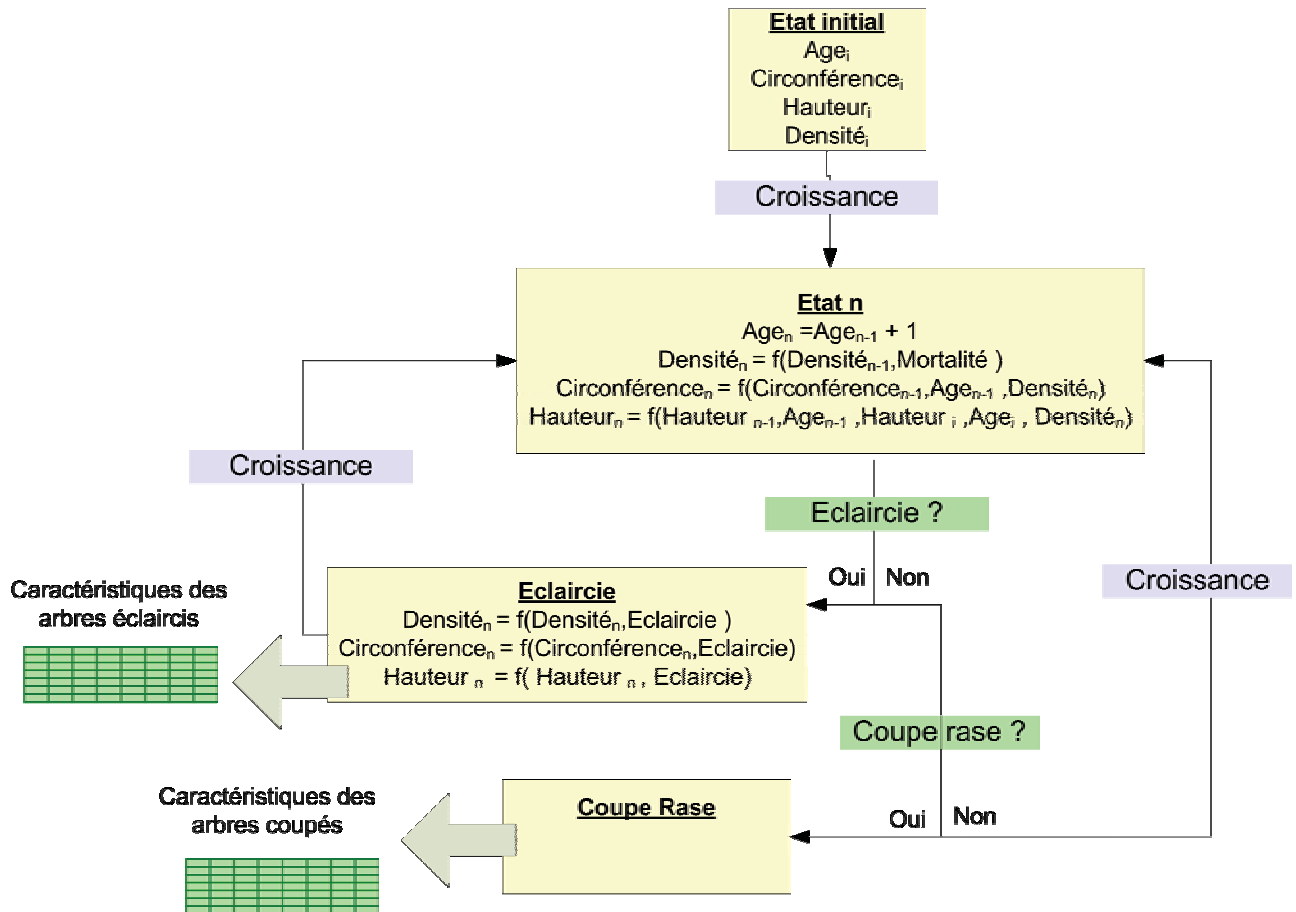 Etat initial
Ageᵢ
Circonférenceᵢ
Hauteurᵢ
Densitéᵢ
Croissance
Etat n
Ageₙ =Ageₙ₋₁ + 1
Densitéₙ = f(Densitéₙ₋₁,Mortalité )
Circonférenceₙ = f(Circonférenceₙ₋₁,Ageₙ₋₁ ,Densitéₙ)
Hauteurₙ = f(Hauteur ₙ₋₁,Ageₙ₋₁ ,Hauteur ᵢ ,Ageᵢ , Densitéₙ)
Croissance
Eclaircie ?
Oui
Non
Croissance
Caractéristiques des
arbres éclaircis
Eclaircie
Densitéₙ = f(Densitéₙ,Eclaircie )
Circonférenceₙ = f(Circonférenceₙ,Eclaircie)
Hauteur ₙ = f( Hauteur ₙ , Eclaircie)
Coupe rase ?
Oui
Non
Caractéristiques des
arbres coupés
Coupe Rase